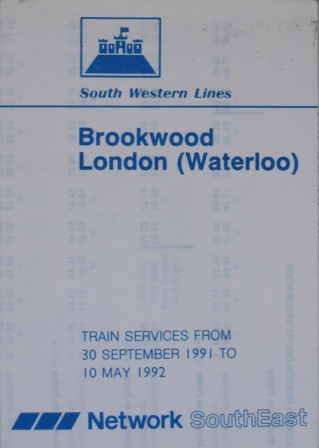 South Western Lines
Brookwood
London (Waterloo)
TRAIN SERVICES FROM
30 SEPTEMBER 1991 TO
10 MAY 1992
Network SouthEast